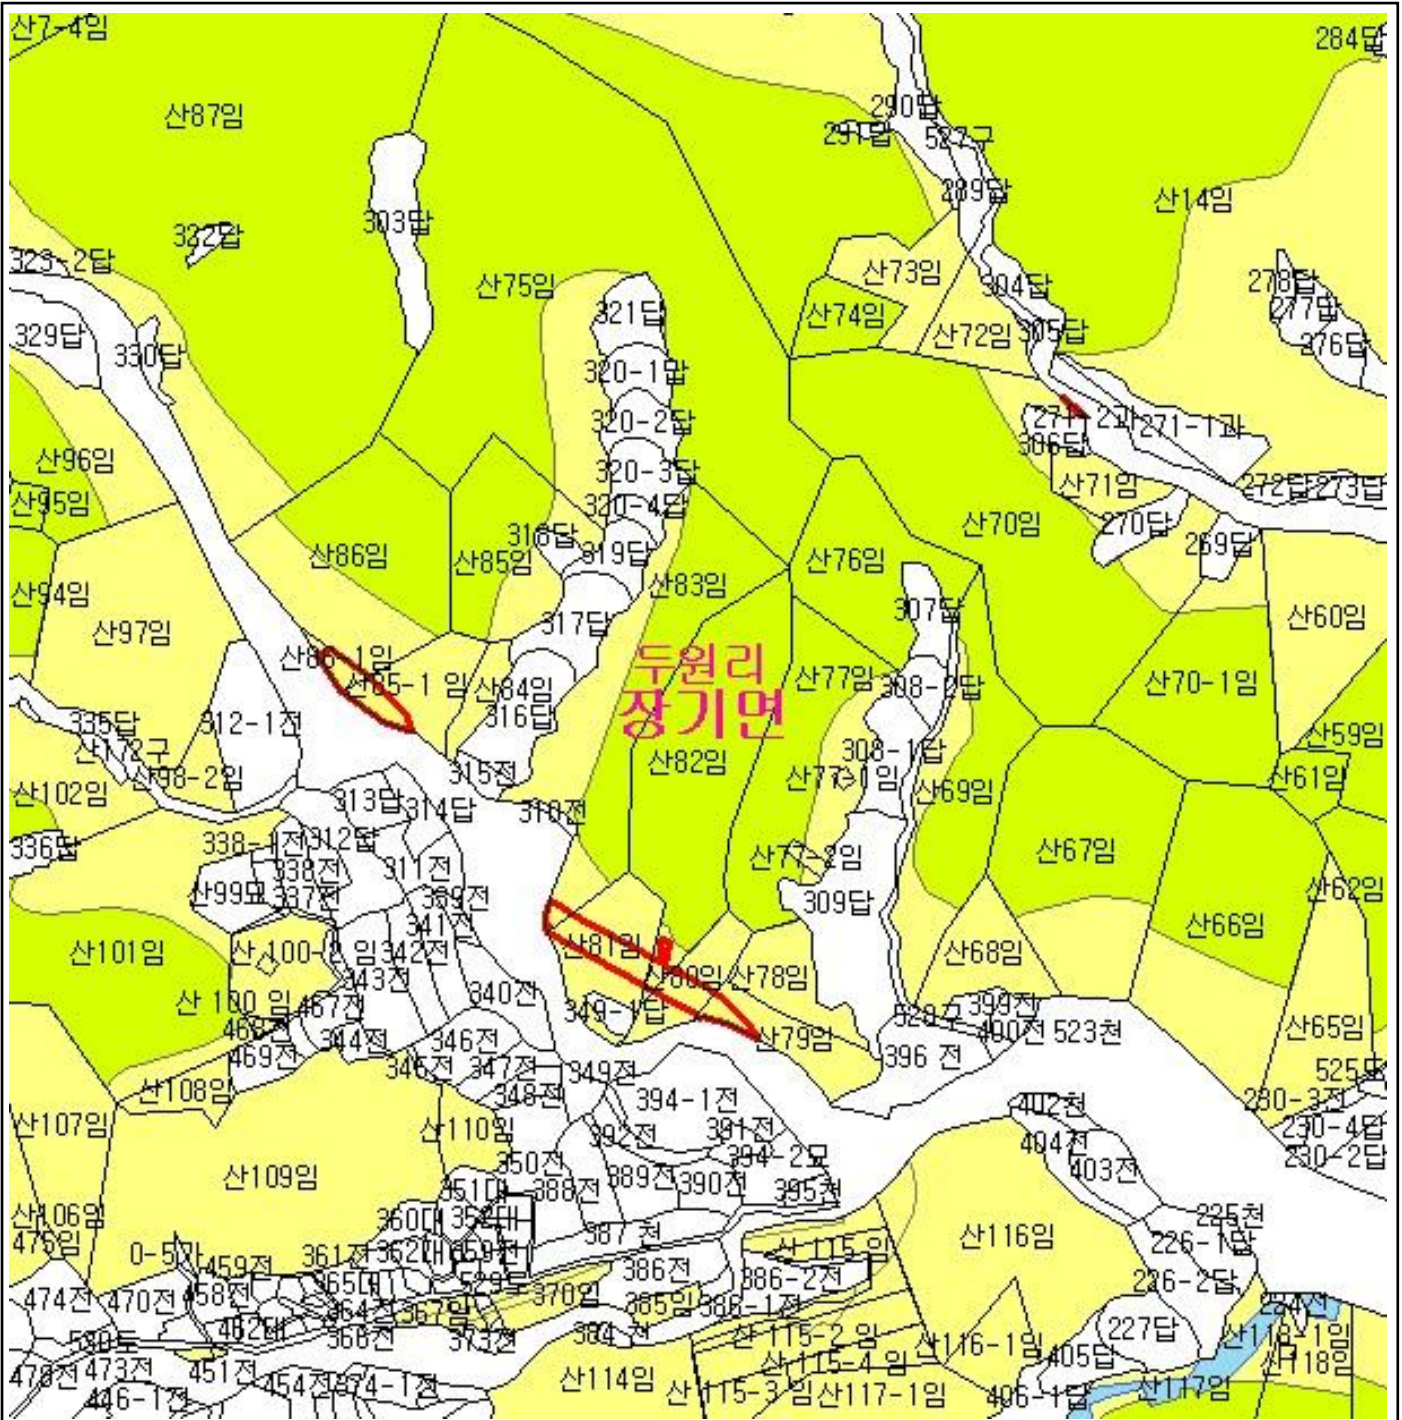 산7-4임
284답
산87임
290답
291답
527구
289답
산14임
322답
303답
323-2답
산73임
산75임
304답
278답
277답
321답
산74임
305답
329답
330답
산72임
276답
320-1답
320-2답
271-2과
271-1과
306답
산96임
320-3답
산71임
272답
273답
산95임
320-4답
산70임
270답
318답
319답
269답
산86임
산85임
산76임
산83임
산94임
307답
산60임
산97임
317답
두원리
산86-1임
산85-1 임
산84임
산77임
308-2답
산70-1임
장기면
335답
312-1전
316답
산59임
산172구
308-1답
산98-2임
315전
산82임
산77-1임
산61임
산102임
산69임
313답
314답
310전
338-1전
312답
336답
산67임
산77-2임
338전
311전
산99묘
337전
339전
309답
산62임
341전
산66임
산101임
산 100-2 임
342전
산81임
산68임
343전
산80임
산78임
산 100 임
467전
340전
349-1답
399전
468전
528구
344전
346전
산79임
400전
523천
산65임
469전
396 전
345전
347전
349전
525도
산108임
348전
394-1전
402천
230-3전
산107임
산110임
392전
391전
230-4답
404전
350전
394-2묘
230-2답
산109임
389전
403전
351대
388전
390전
395천
산106임
360대
352대
225천
475임
387 천
산116임
361전
362대
359전
산 115 임
226-1답
459전
386전
386-2전
365대
529도
226-2답
474전
470전
458전
370임
385임
386-1전
364전
367임
224전
462대
384 전
227답
530도
368전
373전
산 115-2 임
산116-1임
산118-1임
473전
451전
산 115-4 임
405답
산118임
454전
374-1전
산114임
446-1전
산 115-3 임
산117-1임
406-1답
산117임